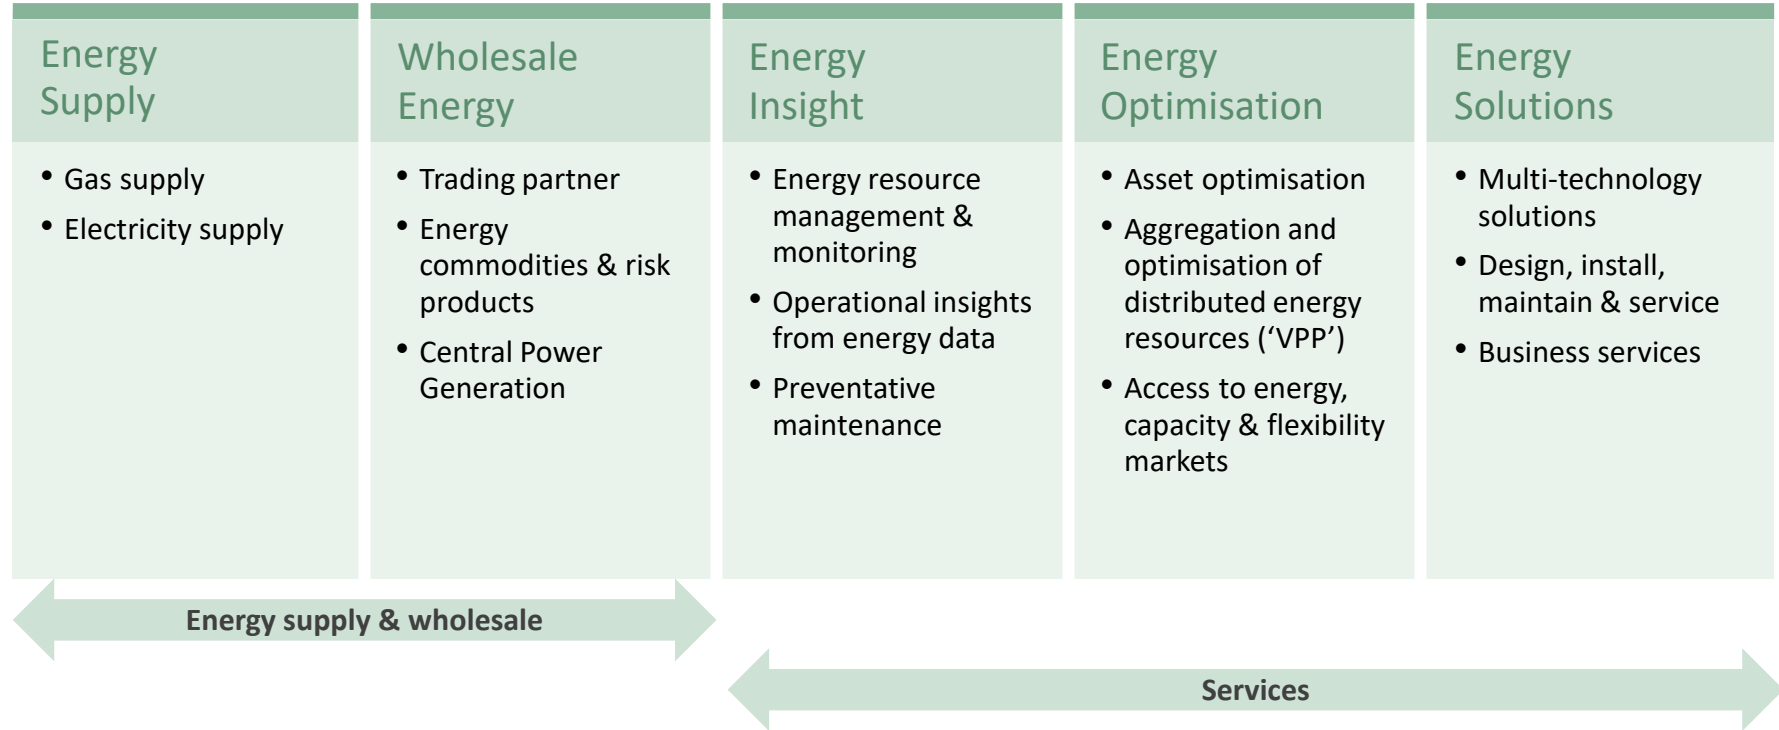 Energy
Supply
• Gas supply
• Electricity supply
Wholesale
Energy
• Trading partner
• Energy
commodities & risk
products
• Central Power
Generation
Energy
Insight
• Energy resource
management &
monitoring
• Operational insights
from energy data
• Preventative
maintenance
Energy
Optimisation
• Asset optimisation
• Aggregation and
optimisation of
distributed energy
resources (‘VPP’)
• Access to energy,
capacity & flexibility
markets
Energy
Solutions
• Multi-technology
solutions
• Design, install,
maintain & service
• Business services
Energy supply & wholesale
Services